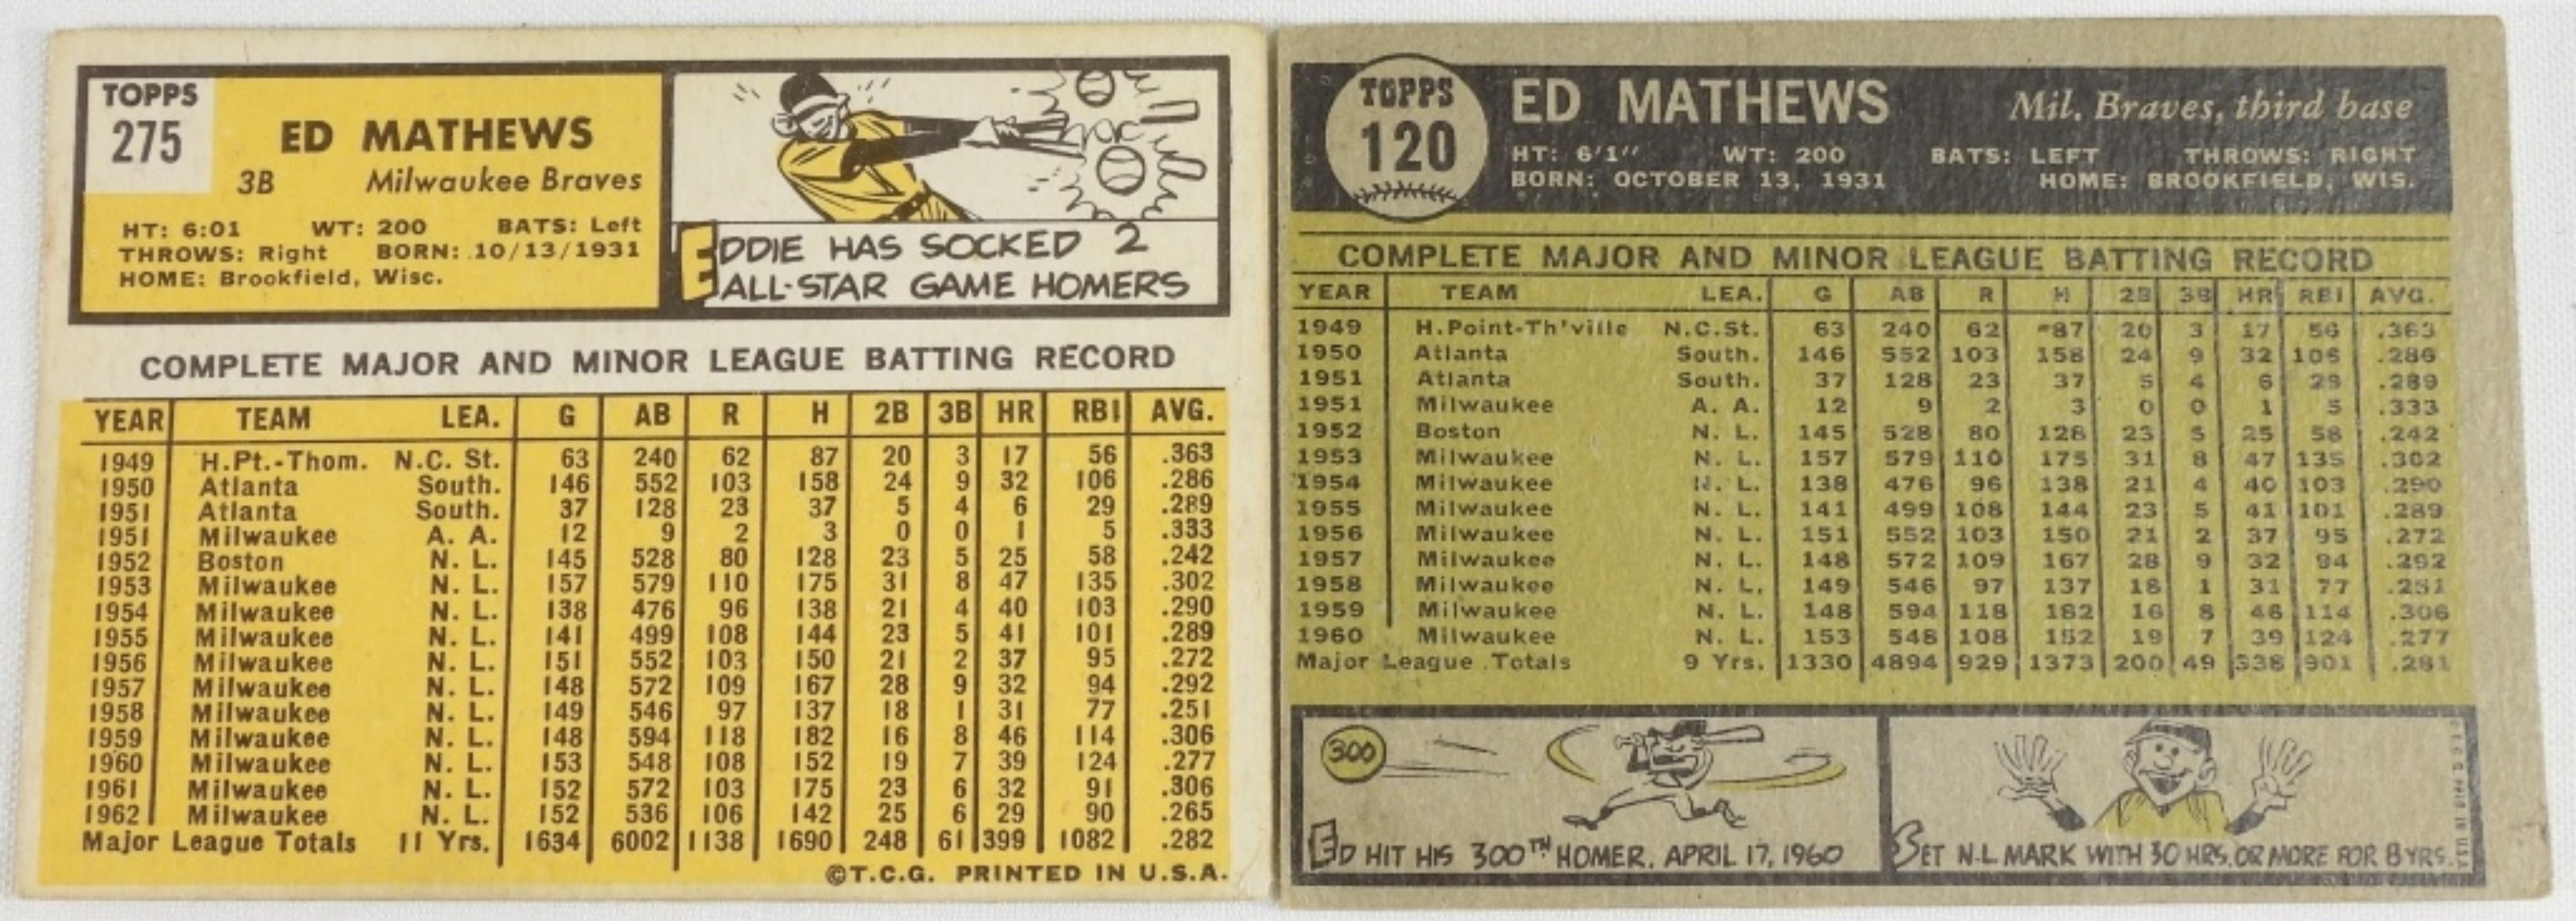 TOPPS
275
ED MATHEWS
3B Milwaukee Braves
HT: 6:01 WT: 200 BATS: Left
THROWS: Right BORN: 10/13/1931
HOME: Brookfield, Wisc.
EDDIE HAS SOCKED 2
ALL-STAR GAME HOMERS
COMPLETE MAJOR AND MINOR LEAGUE BATTING RECORD
YEAR TEAM LEA. G AB R H 2B 3B HR RBI AVG.
1949 H.Pt.-Thom. N.C. St. 63 240 62 87 20 3 17 56 .363
1950 Atlanta South. 146 552 103 158 24 9 32 106 .286
1951 Atlanta South. 37 128 23 37 5 4 6 29 .289
1951 Milwaukee A. A. 12 9 2 3 0 0 1 5 .333
1952 Boston N. L. 145 528 80 128 23 5 25 58 .242
1953 Milwaukee N. L. 157 579 110 175 31 8 47 135 .302
1954 Milwaukee N. L. 138 476 96 138 21 4 40 103 .290
1955 Milwaukee N. L. 141 499 108 144 23 5 41 101 .289
1956 Milwaukee N. L. 151 552 103 150 21 2 37 95 .272
1957 Milwaukee N. L. 148 572 109 167 28 9 32 94 .292
1958 Milwaukee N. L. 149 546 97 137 18 1 31 77 .251
1959 Milwaukee N. L. 148 594 118 182 16 8 46 114 .306
1960 Milwaukee N. L. 153 548 108 152 19 7 39 124 .277
1961 Milwaukee N. L. 152 572 103 175 23 6 32 91 .306
1962 Milwaukee N. L. 152 536 106 142 25 6 29 90 .265
Major League Totals 11 Yrs. 1634 6002 1138 1690 248 61 399 1082 .282
©T.C.G. PRINTED IN U.S.A.
TOPPS
120
ED MATHEWS Mil. Braves, third base
HT: 6'1" WT: 200 BATS: LEFT THROWS: RIGHT
BORN: OCTOBER 13, 1931 HOME: BROOKFIELD, WIS.
COMPLETE MAJOR AND MINOR LEAGUE BATTING RECORD
YEAR TEAM LEA. G AB R H 2B 3B HR RBI AVG.
1949 H.Point-Th'ville N.C.St. 63 240 62 87 20 3 17 56 .363
1950 Atlanta South. 146 552 103 158 24 9 32 106 .286
1951 Atlanta South. 37 128 23 37 5 4 6 29 .289
1951 Milwaukee A. A. 12 9 2 3 0 0 1 5 .333
1952 Boston N. L. 145 528 80 128 23 5 25 58 .242
1953 Milwaukee N. L. 157 579 110 175 31 8 47 135 .302
1954 Milwaukee N. L. 138 476 96 138 21 4 40 103 .290
1955 Milwaukee N. L. 141 499 108 144 23 5 41 101 .289
1956 Milwaukee N. L. 151 552 103 150 21 2 37 95 .272
1957 Milwaukee N. L. 148 572 109 167 28 9 32 94 .292
1958 Milwaukee N. L. 149 546 97 137 18 1 31 77 .251
1959 Milwaukee N. L. 148 594 118 182 16 8 46 114 .306
1960 Milwaukee N. L. 153 548 108 152 19 7 39 124 .277
Major League Totals 9 Yrs. 1330 4894 929 1373 200 49 338 901 .281
300
ED HIT HIS 300TH HOMER. APRIL 17, 1960
SET N.L MARK WITH 30 HRS. OR MORE FOR 8 YRS.